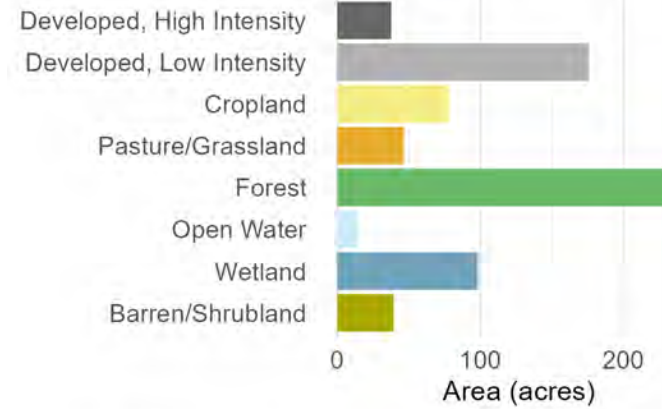 Developed, High Intensity
Developed, Low Intensity
Cropland
Pasture/Grassland
Forest
Open Water
Wetland
Barren/Shrubland
0 100 200
Area (acres)